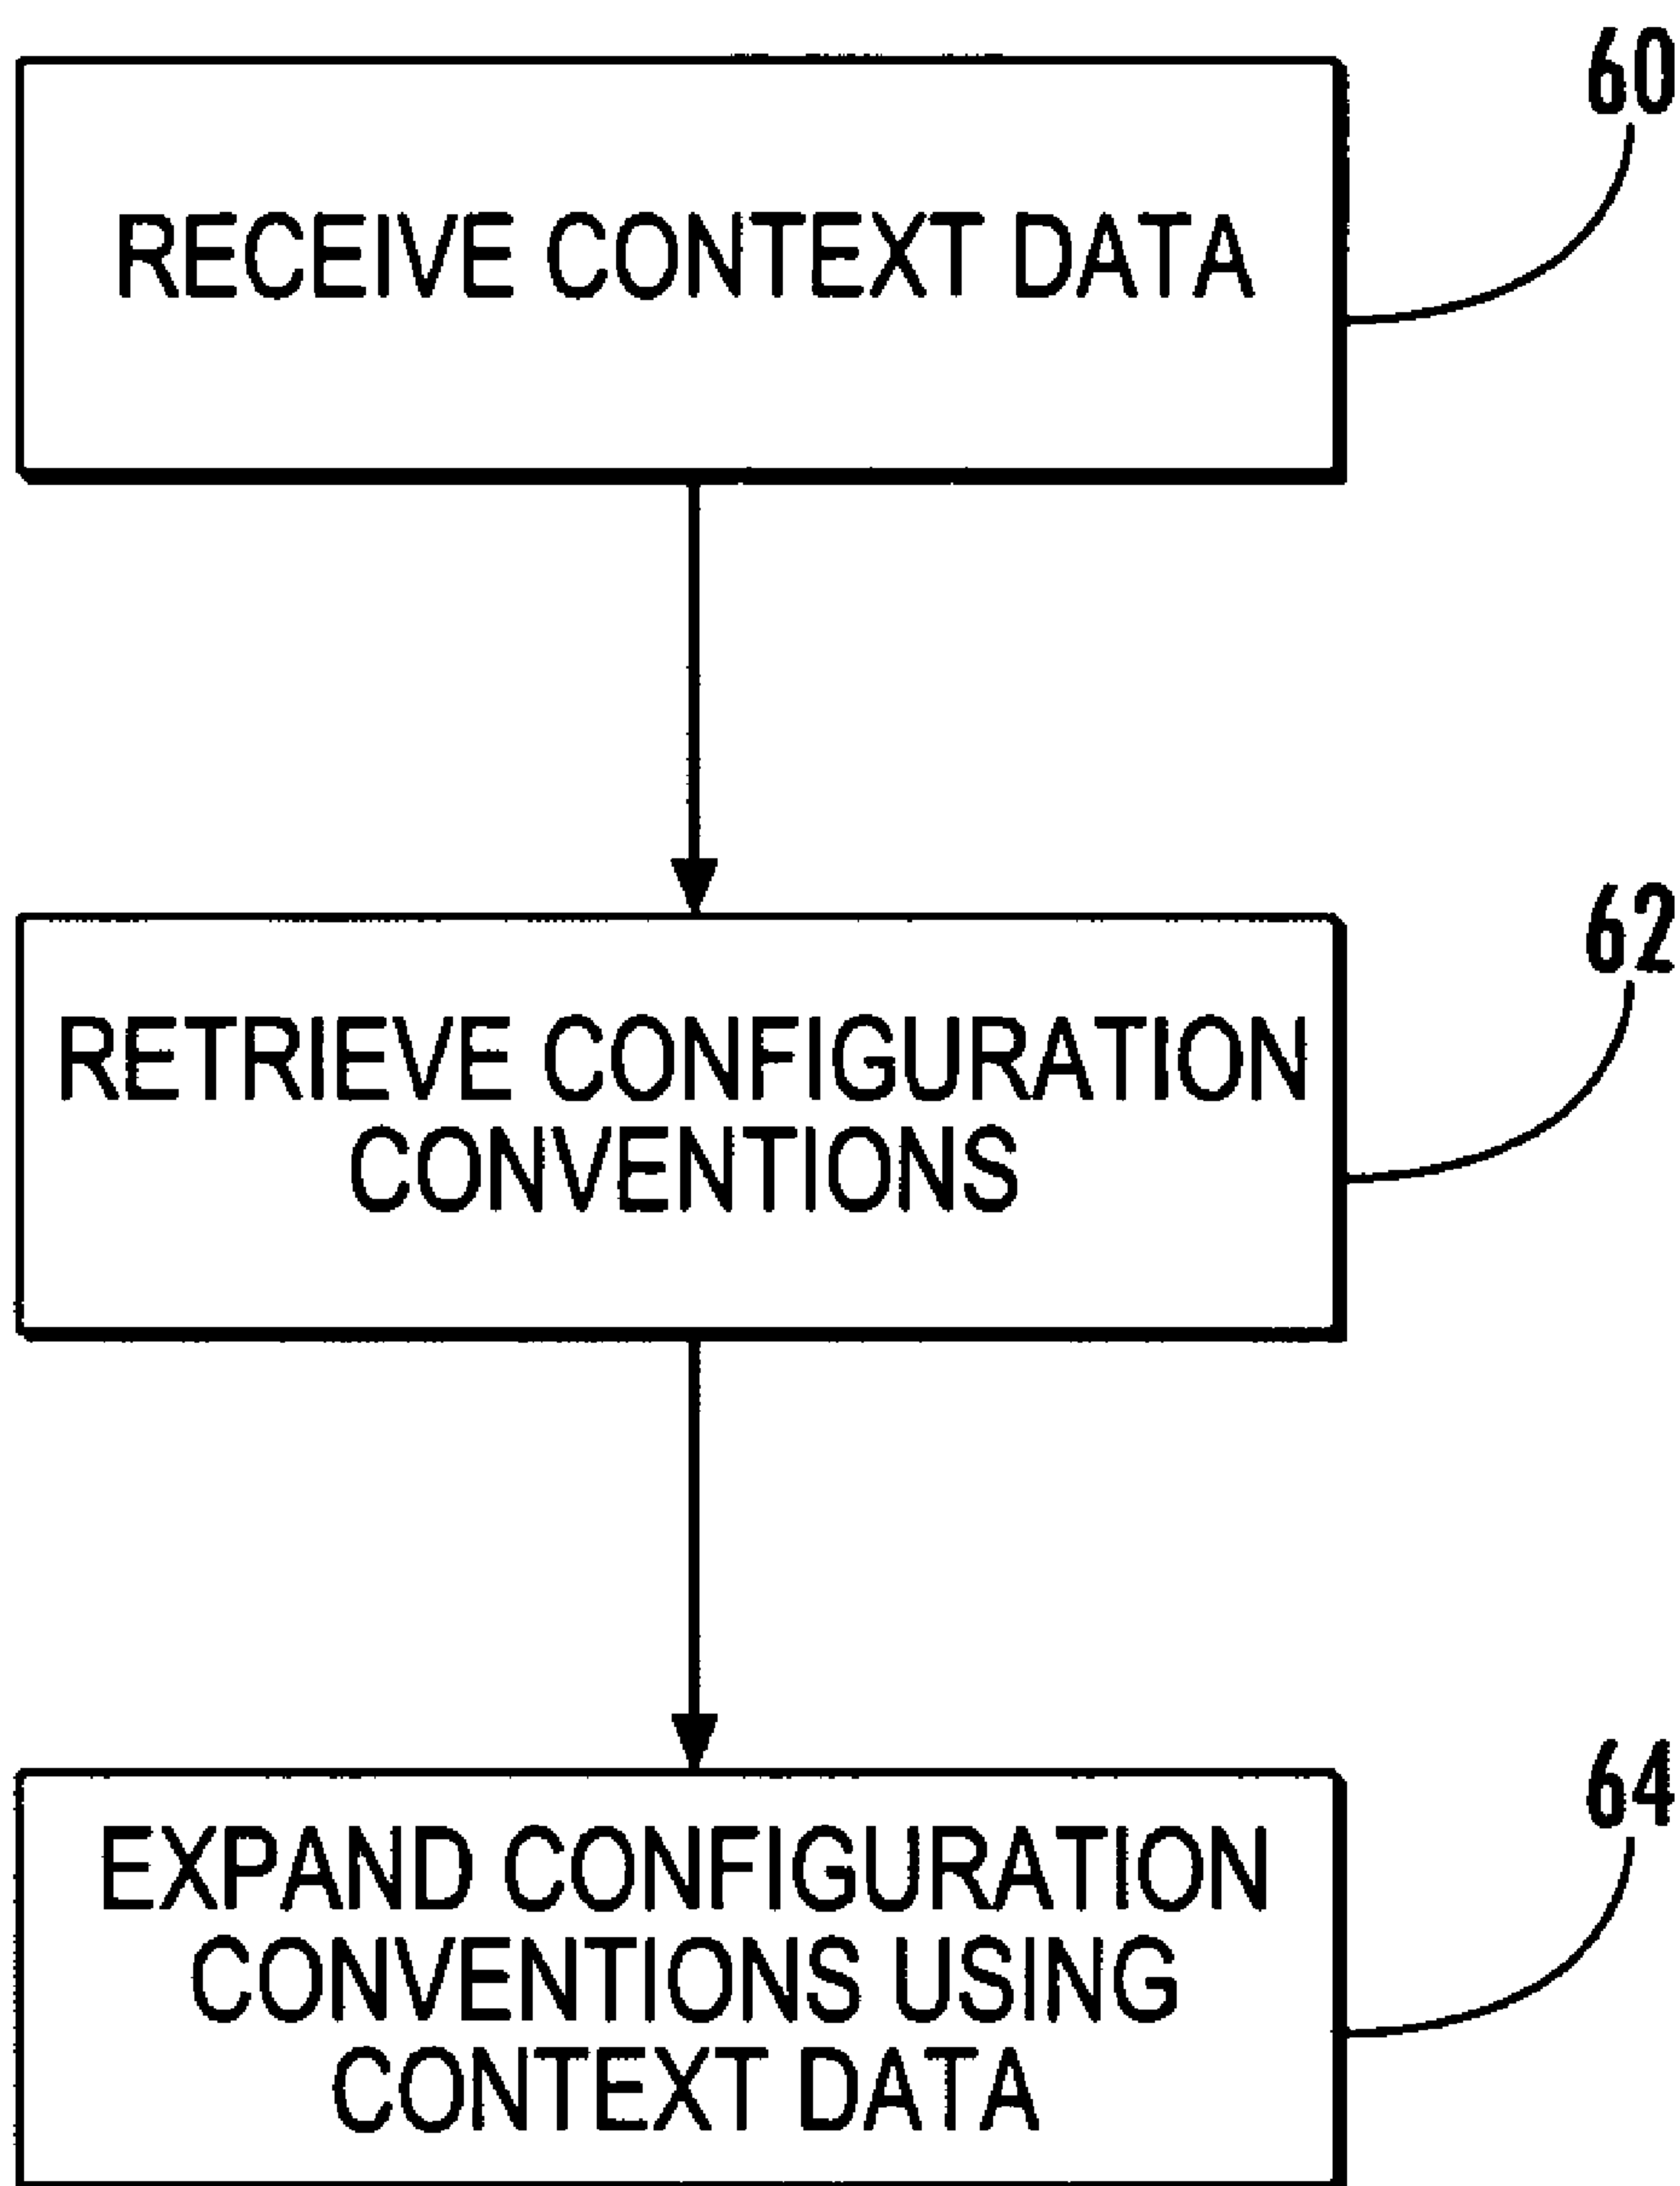 60
RECEIVE CONTEXT DATA
62
RETRIEVE CONFIGURATION
CONVENTIONS
64
EXPAND CONFIGURATION
CONVENTIONS USING
CONTEXT DATA